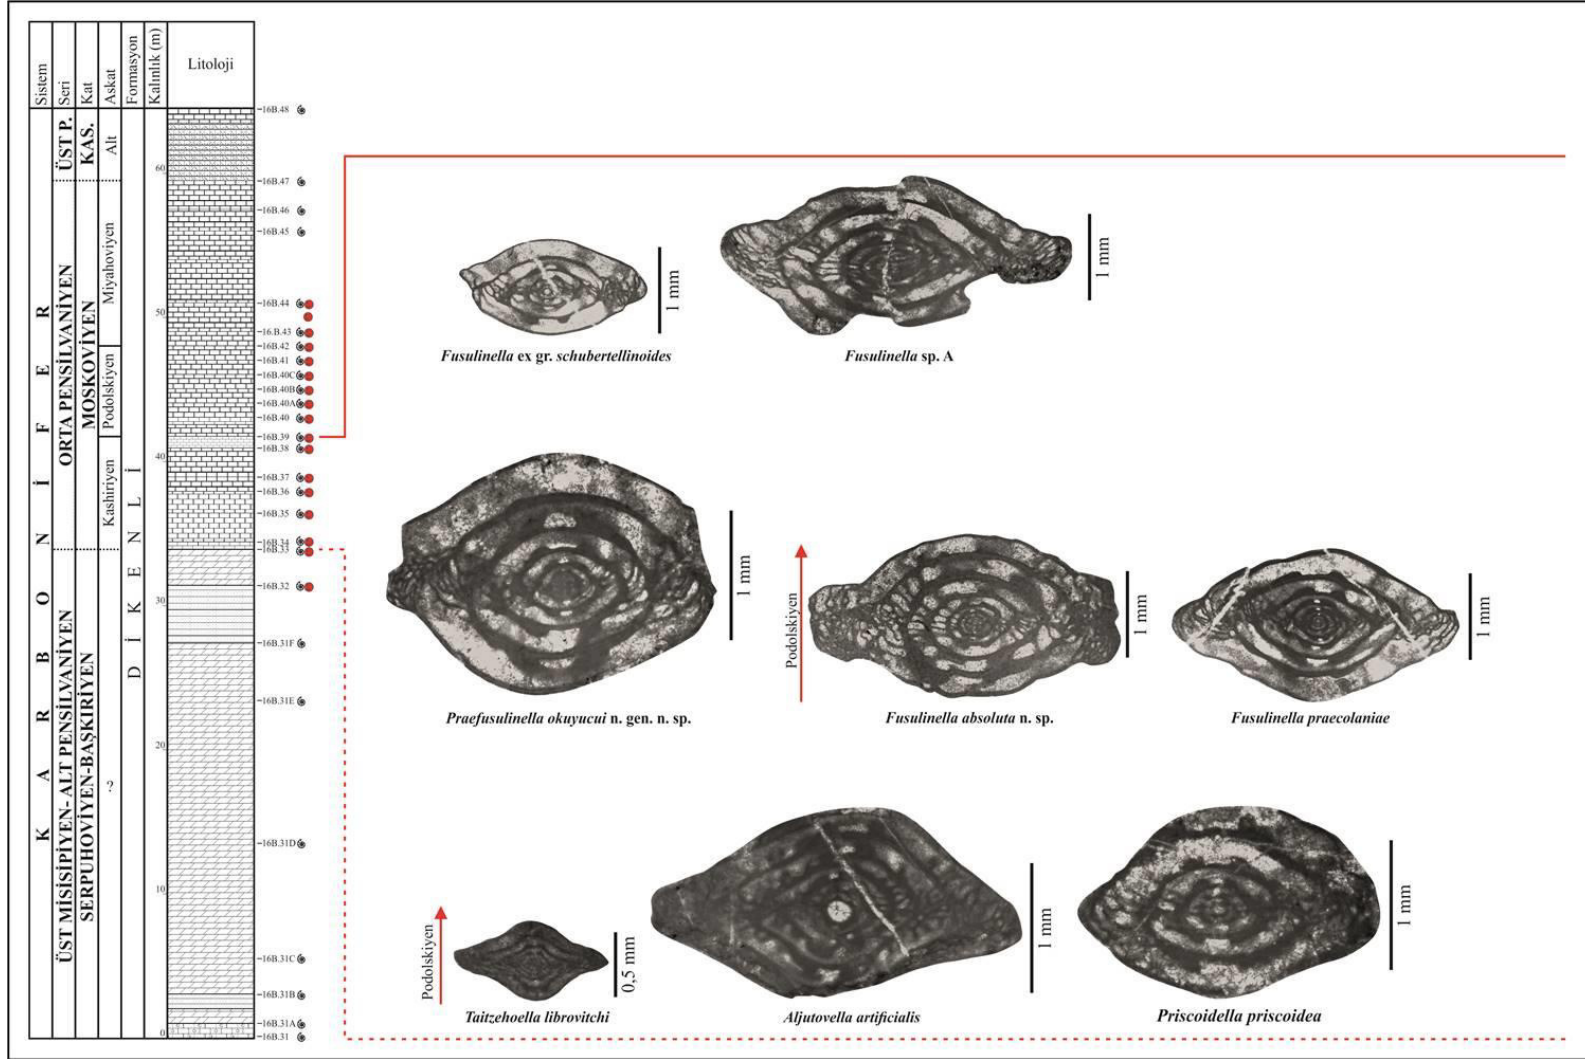 Sistem
Seri
Kat
Askat
Formasyon
Kalınlık (m)
Litoloji
K A R B O N İ F E R
ÜST P.
ORTA PENSİLVANİYEN
ÜST MİSİSİPİYEN- ALT PENSİLVANİYEN
KAS.
MOSKOVİYEN
SERPUHOVİYEN-BAŞKIRİYEN
Alt
Miyahoviyen
Podolskiyen
Kashiriyen
?
D İ K E N L İ
60
50
40
30
20
10
0
16B.48
16B.47
16B.46
16B.45
16B.44
16.B.43
16B.42
16B.41
16B.40C
16B.40B
16B.40A
16B.40
16B.39
16B.38
16B.37
16B.36
16B.35
16B.34
16B.33
16B.32
16B.31F
16B.31E
16B.31D
16B.31C
16B.31B
16B.31A
16B.31
1 mm
1 mm
Fusulinella ex gr. schubertellinoides
Fusulinella sp. A
1 mm
Podolskiyen
1 mm
1 mm
Praefusulinella okuyucui n. gen. n. sp.
Fusulinella absoluta n. sp.
Fusulinella praecolaniae
Podolskiyen
0,5 mm
1 mm
1 mm
Taitzehoella librovitchi
Aljutovella artificialis
Priscoidella priscoidea